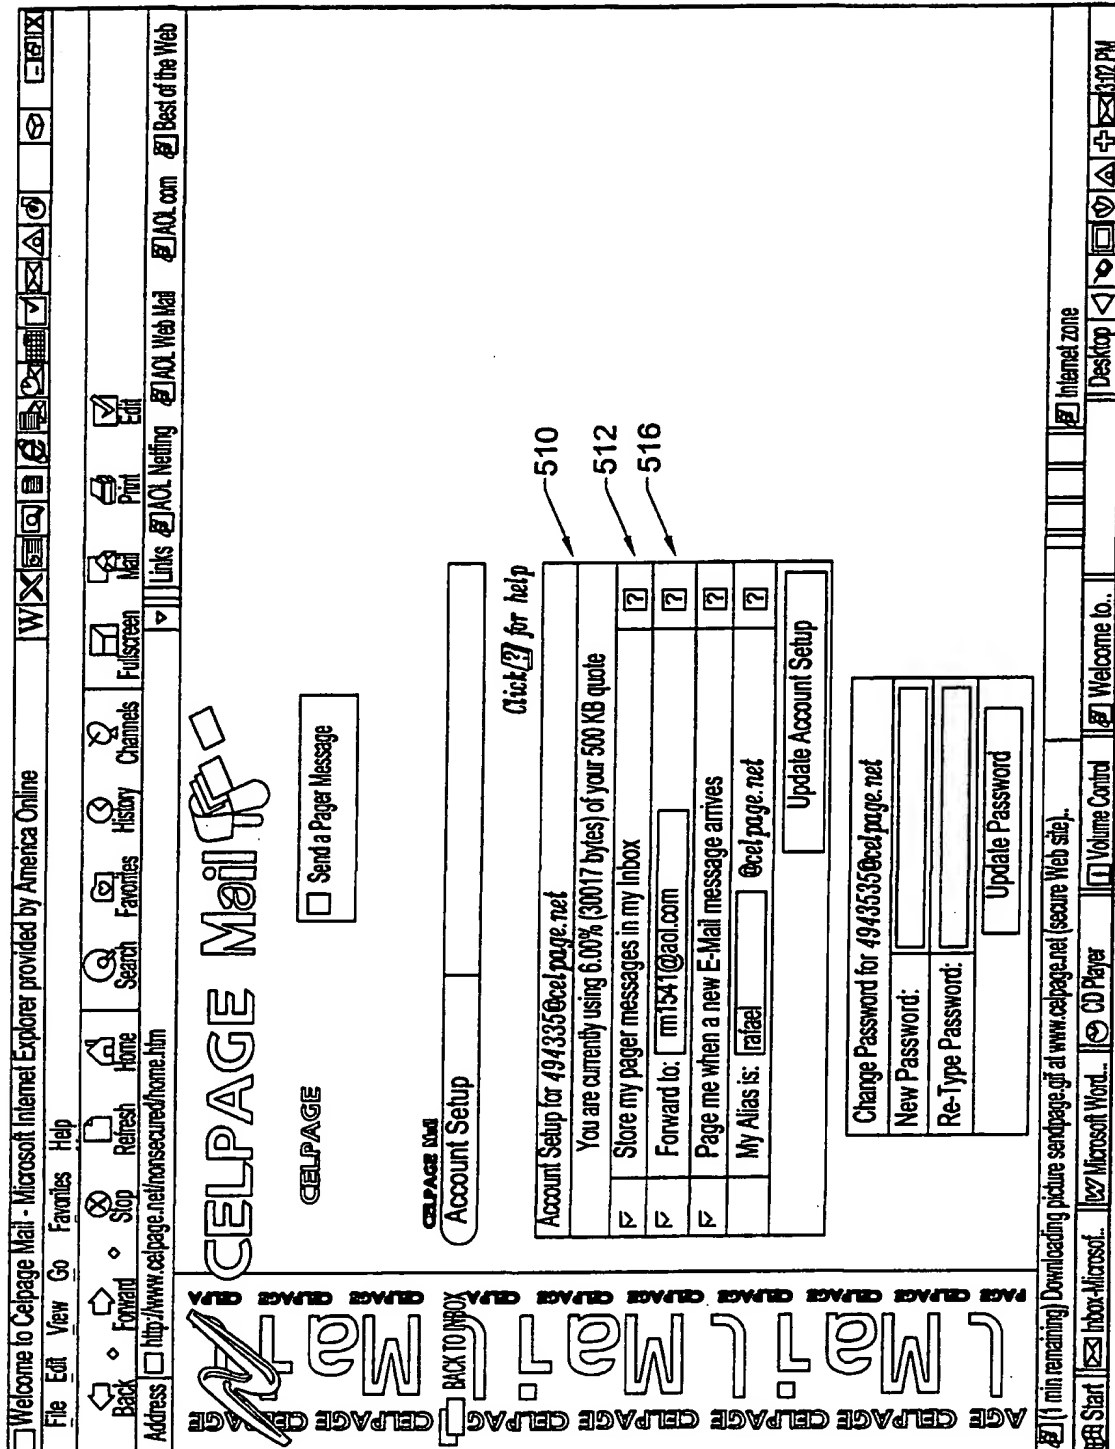 Welcome to Celpage Mail - Microsoft Internet Explorer provided by America Online
W
File Edit View Go Favorites Help
Back Forward Stop Refresh Home Search Favorites History Channels Fullscreen Mail Print Edit
Address http://www.celpage.net/nonsecured/home.htm Links AOL Netfing AOL Web Mail AOL.com Best of the Web
CELPAGE Mail
CELPAGE
Send a Pager Message
BACK TO INBOX
CELPAGE Mail
Account Setup
Click [?] for help
Account Setup for 494335@celpage.net
510
You are currently using 6.00% (30017 bytes) of your 500 KB quote
Store my pager messages in my Inbox ?
512
Forward to: rm1541@aol.com ?
516
Page me when a new E-Mail message arrives ?
My Alias is: rafael @celpage.net ?
Update Account Setup
Change Password for 4943535@celpage.net
New Password:
Re-Type Password:
Update Password
(1 min remaining) Downloading picture sendpage.gif at www.celpage.net (secure Web site).. Internet zone
Start Inbox-Microsof.. Microsoft Word... CD Player Volume Control Welcome to.. Desktop 3:02 PM